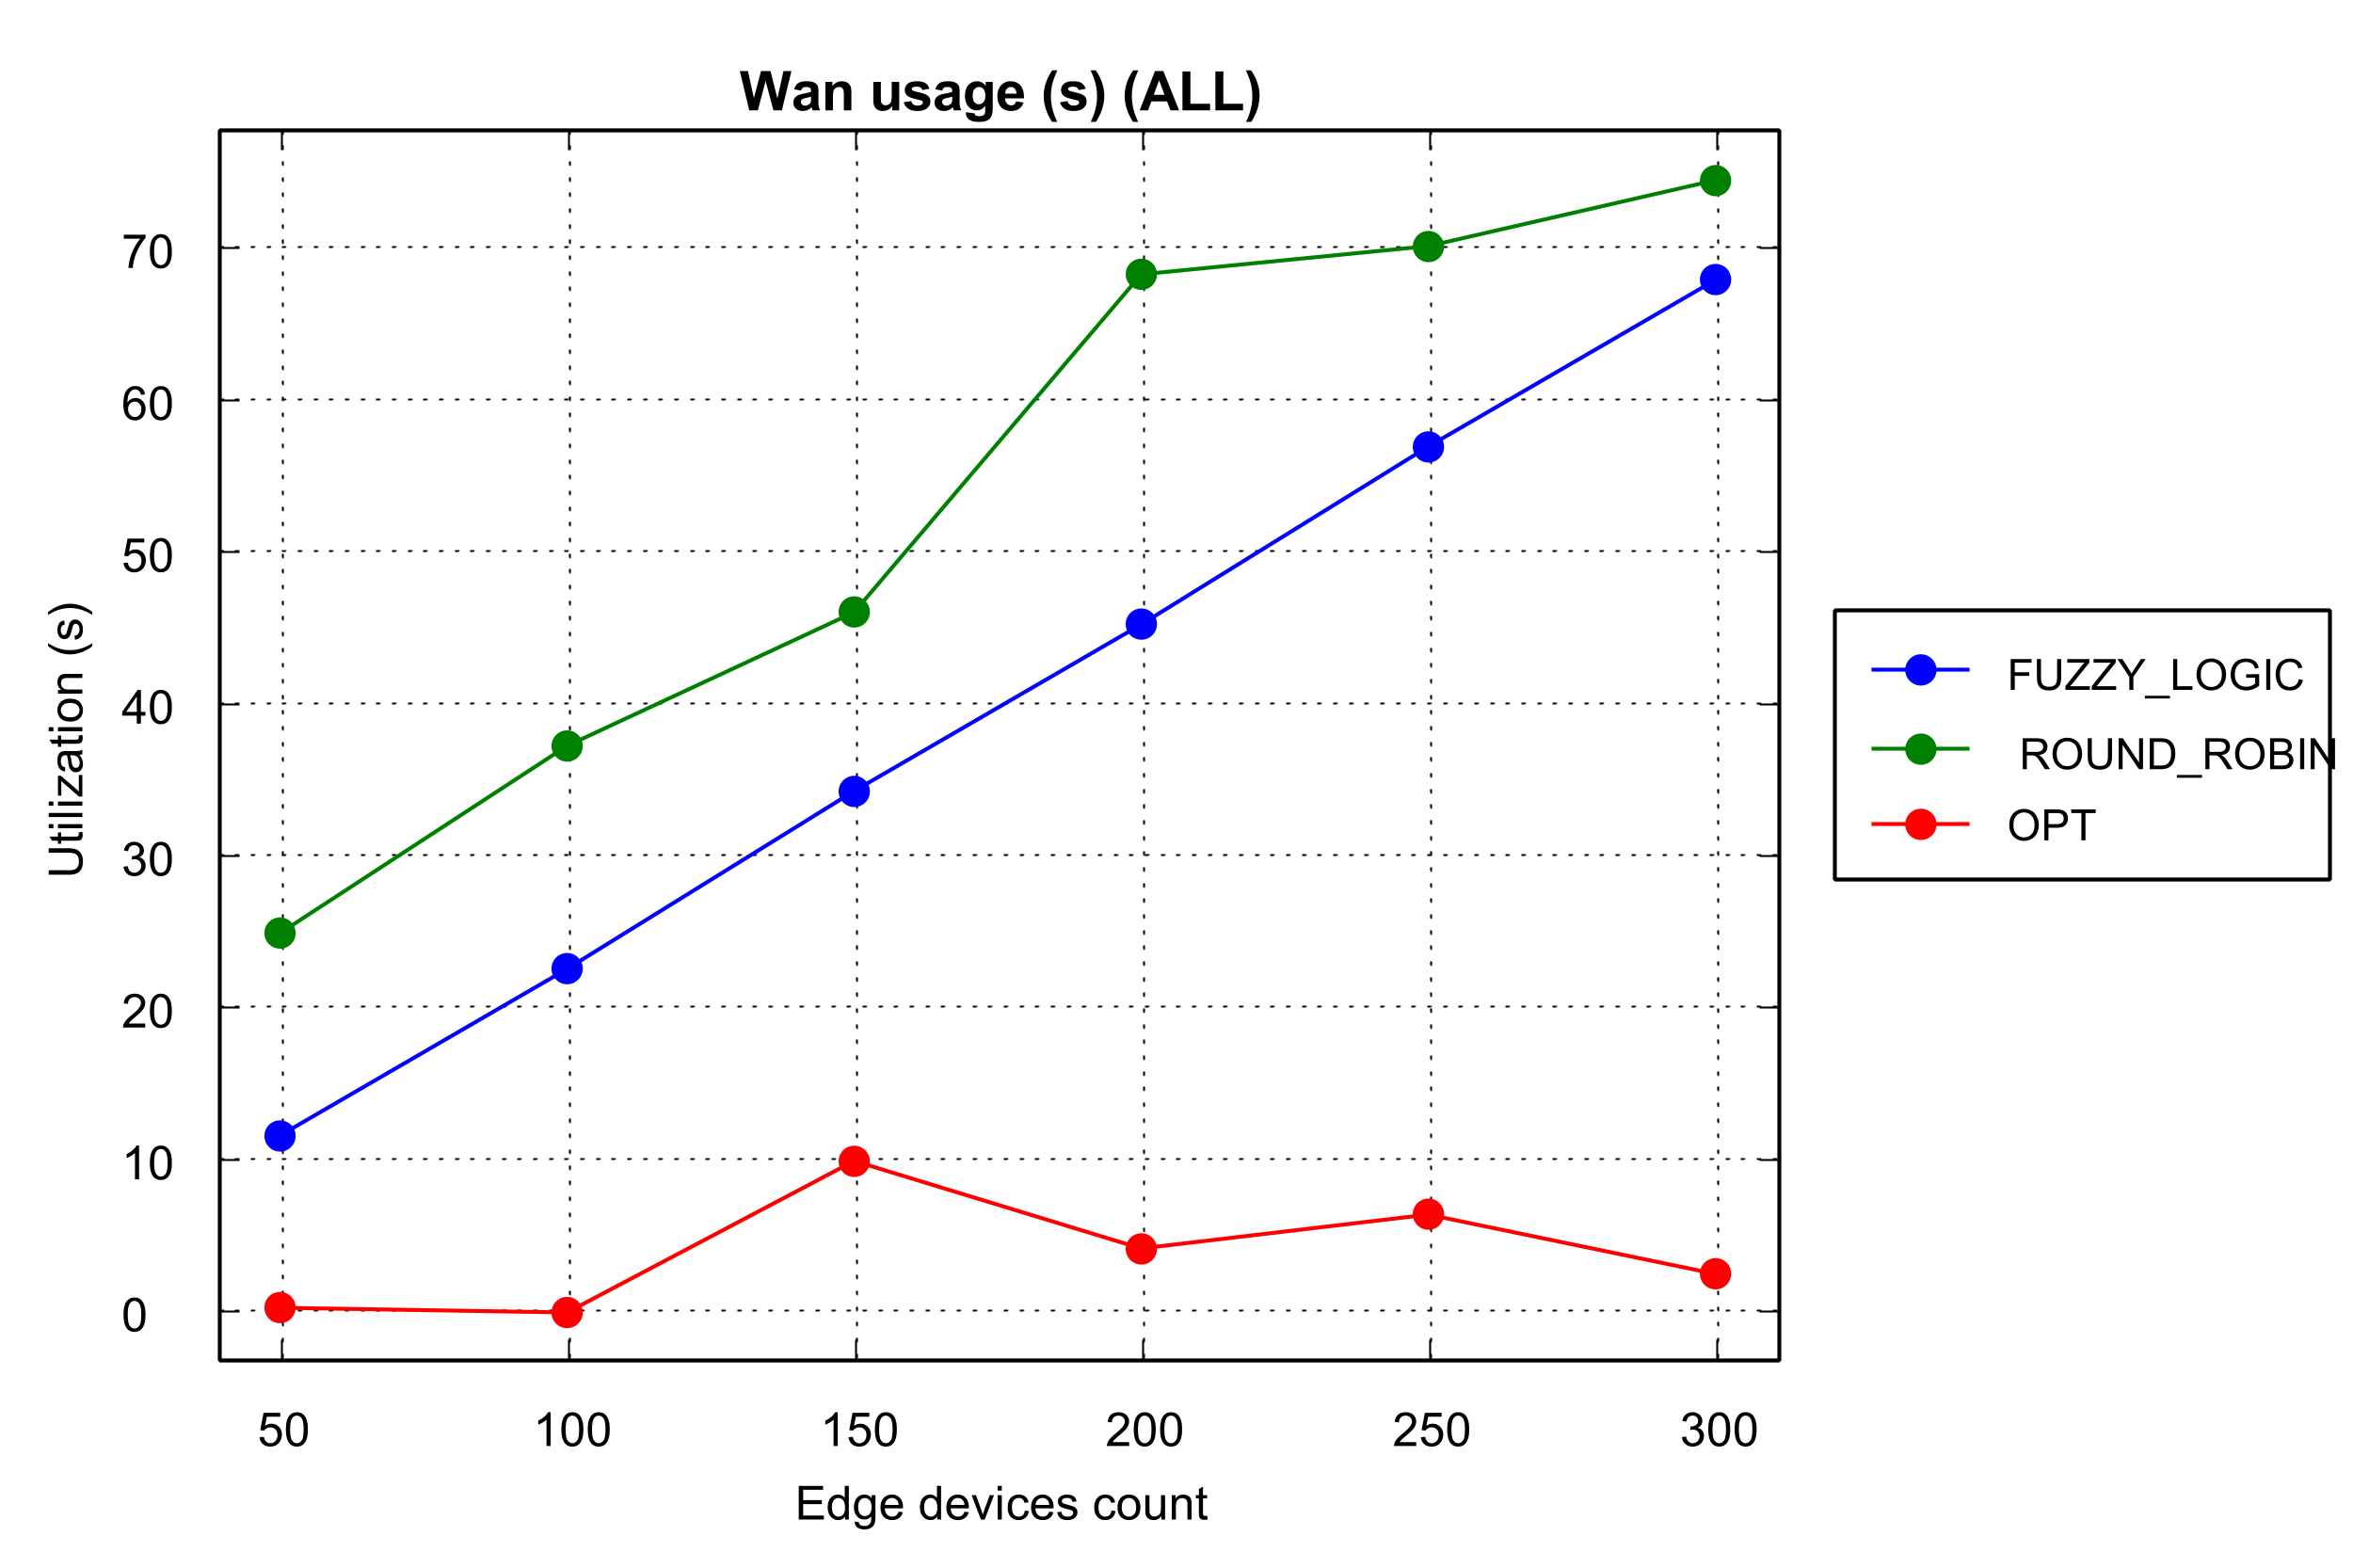 Wan usage (s) (ALL)
70
60
50
40
30
20
10
0
Utilization (s)
50 100 150 200 250 300
Edge devices count
FUZZY_LOGIC
ROUND_ROBIN
OPT